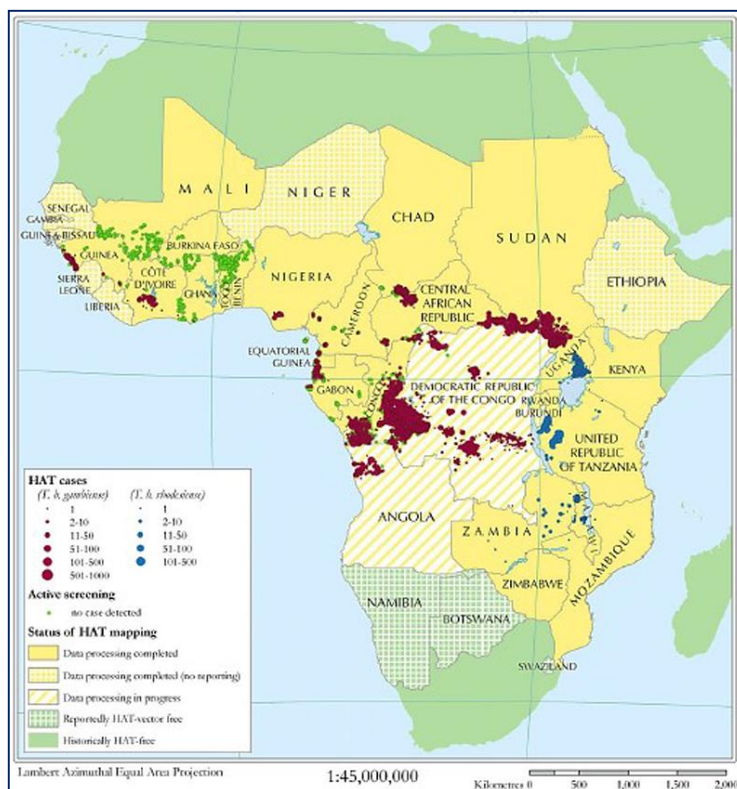 MALI
NIGER
CHAD
SUDAN
SENEGAL
GAMBIA
GUINEA-BISSAU
GUINEA
BURKINA FASO
SIERRA
LEONE
LIBERIA
CÔTE
D'IVOIRE
GHANA
TOGO
BENIN
NIGERIA
CAMEROON
CENTRAL
AFRICAN
REPUBLIC
ETHIOPIA
EQUATORIAL
GUINEA
GABON
CONGO
DEMOCRATIC REPUBLIC
OF THE CONGO
UGANDA
KENYA
RWANDA
BURUNDI
UNITED
REPUBLIC
OF TANZANIA
ANGOLA
ZAMBIA
MALAWI
MOZAMBIQUE
ZIMBABWE
NAMIBIA
BOTSWANA
SWAZILAND
HAT cases
(T. b. gambiense) (T. b. rhodesiense)
1 1
2-10 2-10
11-50 11-50
51-100 51-100
101-500 101-500
501-1000
Active screening
no case detected
Status of HAT mapping
Data processing completed
Data processing completed (no reporting)
Data processing in progress
Reportedly HAT-vector free
Historically HAT-free
Lambert Azimuthal Equal Area Projection
1:45,000,000
Kilometres 0 500 1,000 1,500 2,000